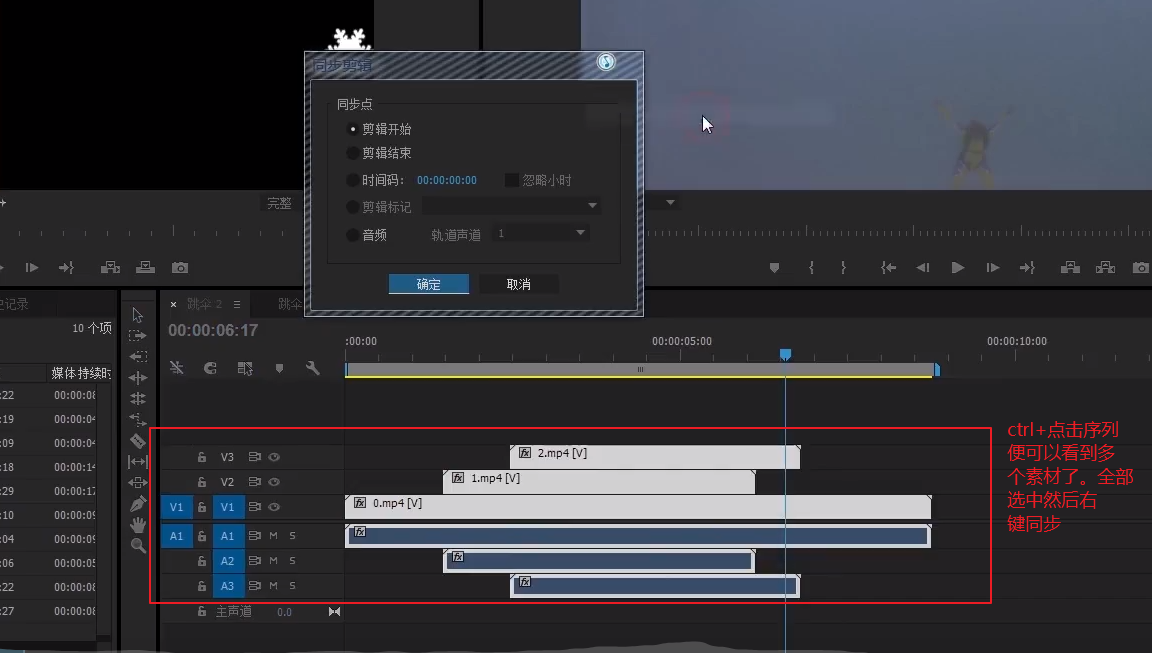 同步剪辑
同步点
剪辑开始
剪辑结束
时间码: 00:00:00:00 忽略小时
剪辑标记
音频 轨道声道 1
确定 取消
完整
史记录
× 跳伞 2 ≡ 跳伞
10 个项
00:00:06:17
:00:00 00:00:05:00 00:00:10:00
媒体持续时
:22 00:00:08
:19 00:00:04
:09 00:00:04
:18 00:00:14
:29 00:00:17
:10 00:00:09
:04 00:00:09
:06 00:00:05
:22 00:00:08
:27 00:00:08
V3 fx 2.mp4 [V]
V2 fx 1.mp4 [V]
V1 V1 fx 0.mp4 [V]
A1 A1 M S fx
A2 M S fx
A3 M S fx
主声道 0.0
ctrl+点击序列
便可以看到多
个素材了。全部
选中然后右
键同步